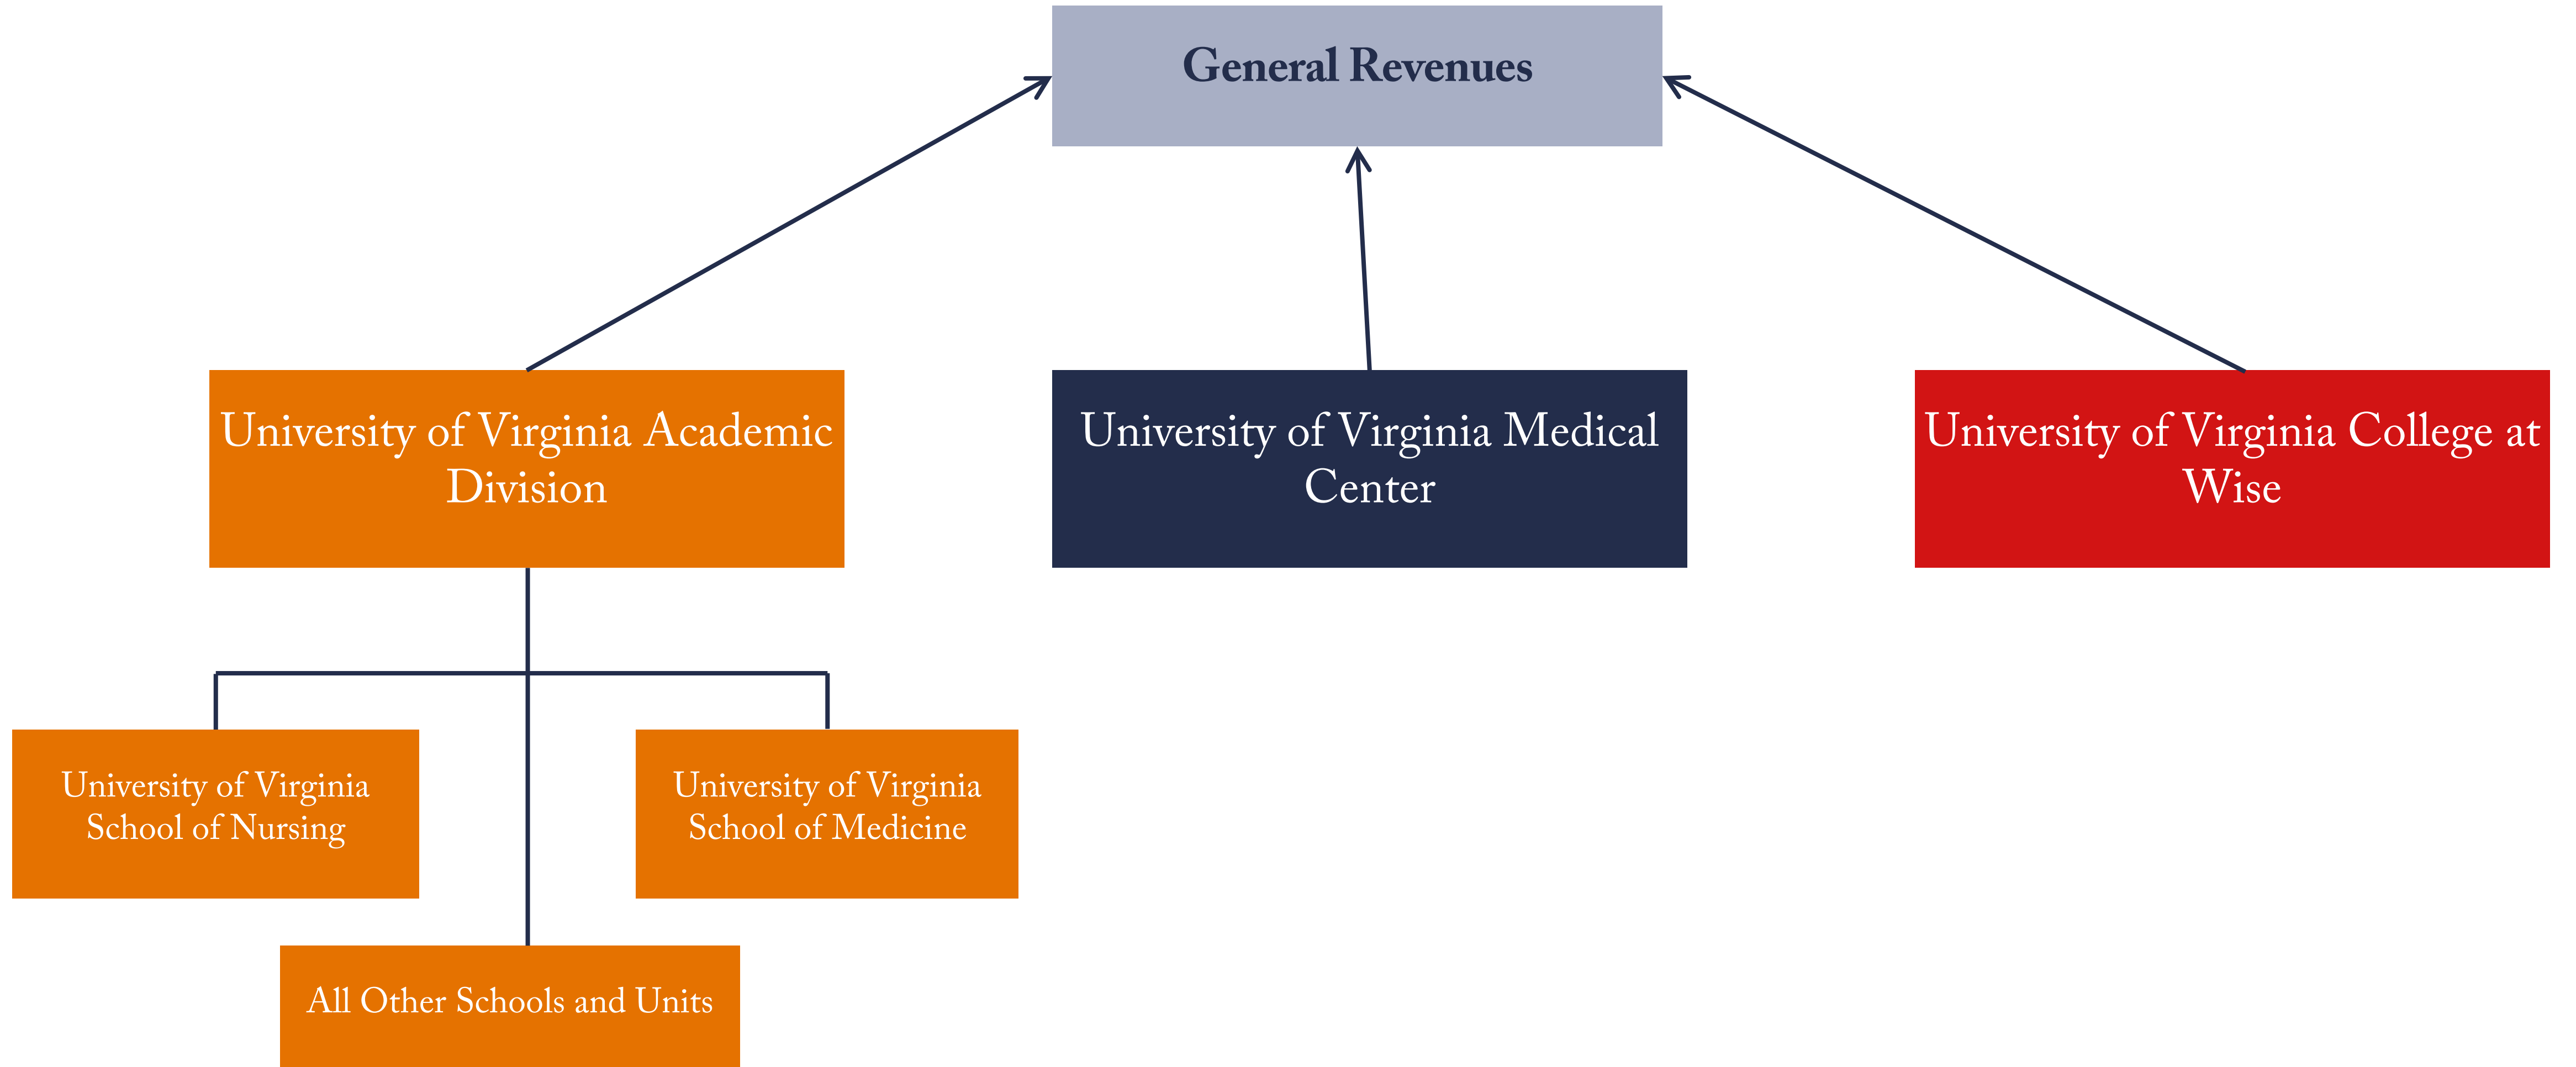 General Revenues
University of Virginia Academic
Division
University of Virginia Medical
Center
University of Virginia College at
Wise
University of Virginia
School of Nursing
University of Virginia
School of Medicine
All Other Schools and Units